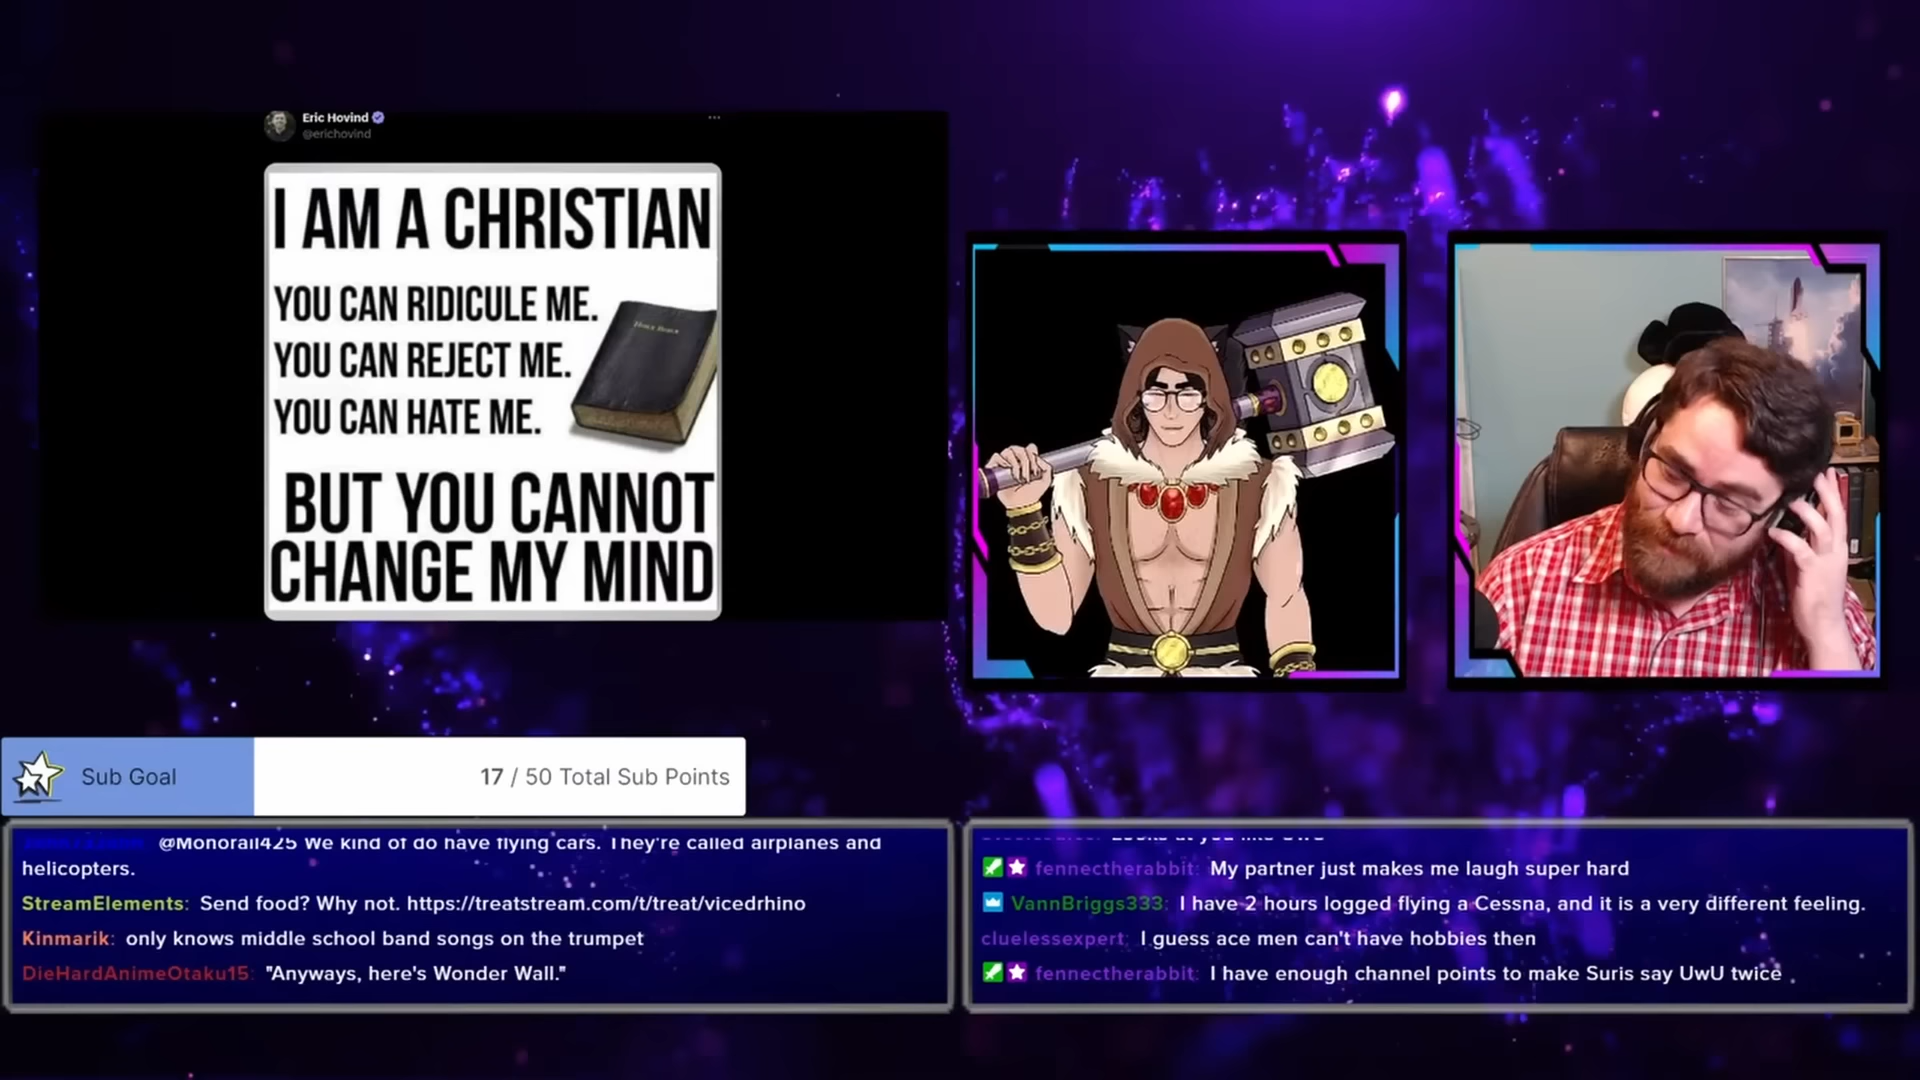 Eric Hovind
@erichovind
I AM A CHRISTIAN
YOU CAN RIDICULE ME.
YOU CAN REJECT ME.
YOU CAN HATE ME.
HOLY BIBLE
BUT YOU CANNOT
CHANGE MY MIND
Sub Goal
17 / 50 Total Sub Points
@Monorail425 We kind of do have flying cars. They're called airplanes and
helicopters.
StreamElements: Send food? Why not. https://treatstream.com/t/treat/vicedrhino
Kinmarik: only knows middle school band songs on the trumpet
DieHardAnimeOtaku15: "Anyways, here's Wonder Wall."
fennectherabbit: My partner just makes me laugh super hard
VannBriggs333: I have 2 hours logged flying a Cessna, and it is a very different feeling.
cluelessexpert: I guess ace men can't have hobbies then
fennectherabbit: I have enough channel points to make Suris say UwU twice